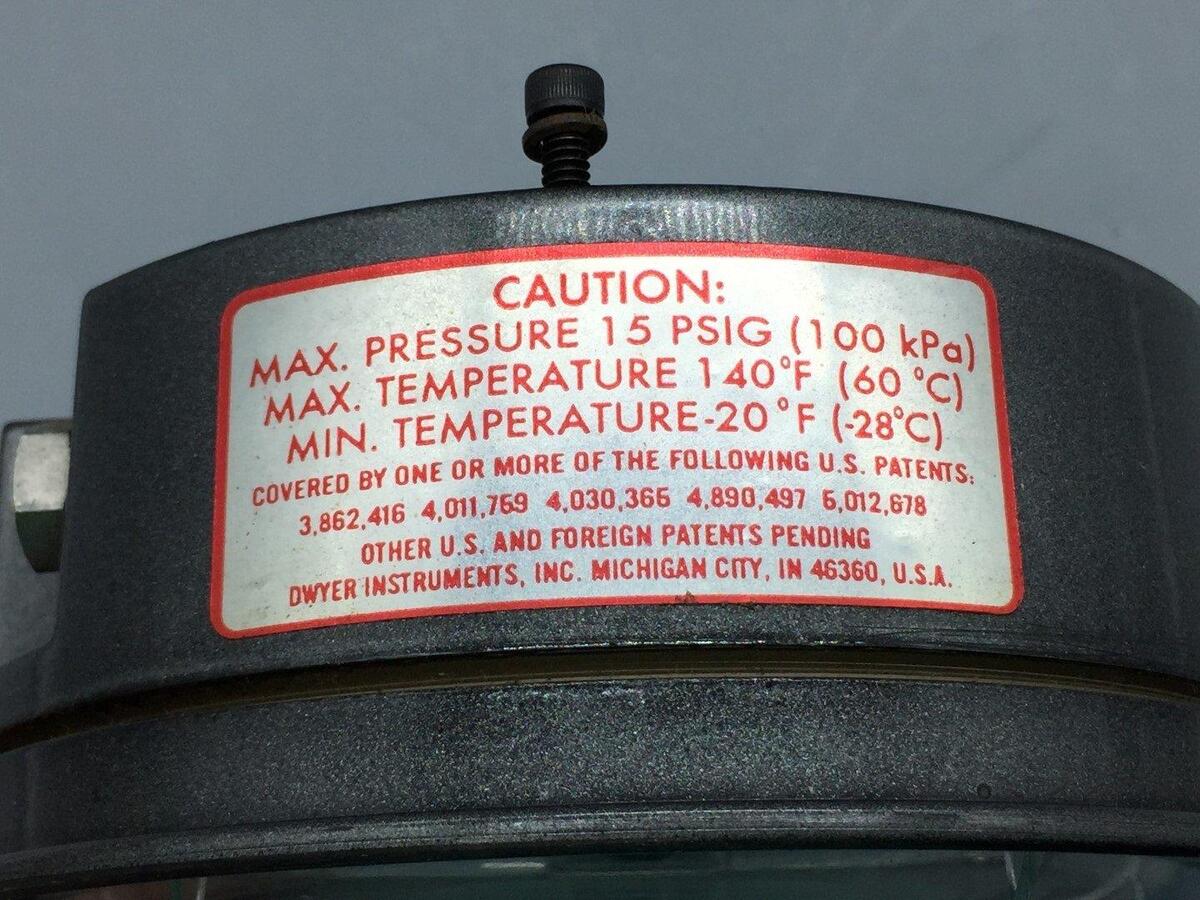 CAUTION:
MAX. PRESSURE 15 PSIG (100 kPa)
MAX. TEMPERATURE 140°F (60 °C)
MIN. TEMPERATURE-20 °F (-28°C)
COVERED BY ONE OR MORE OF THE FOLLOWING U.S. PATENTS:
3,862,416 4,011,759 4,030,365 4,890,497 5,012,678
OTHER U.S. AND FOREIGN PATENTS PENDING
DWYER INSTRUMENTS, INC. MICHIGAN CITY, IN 46360, U.S.A.